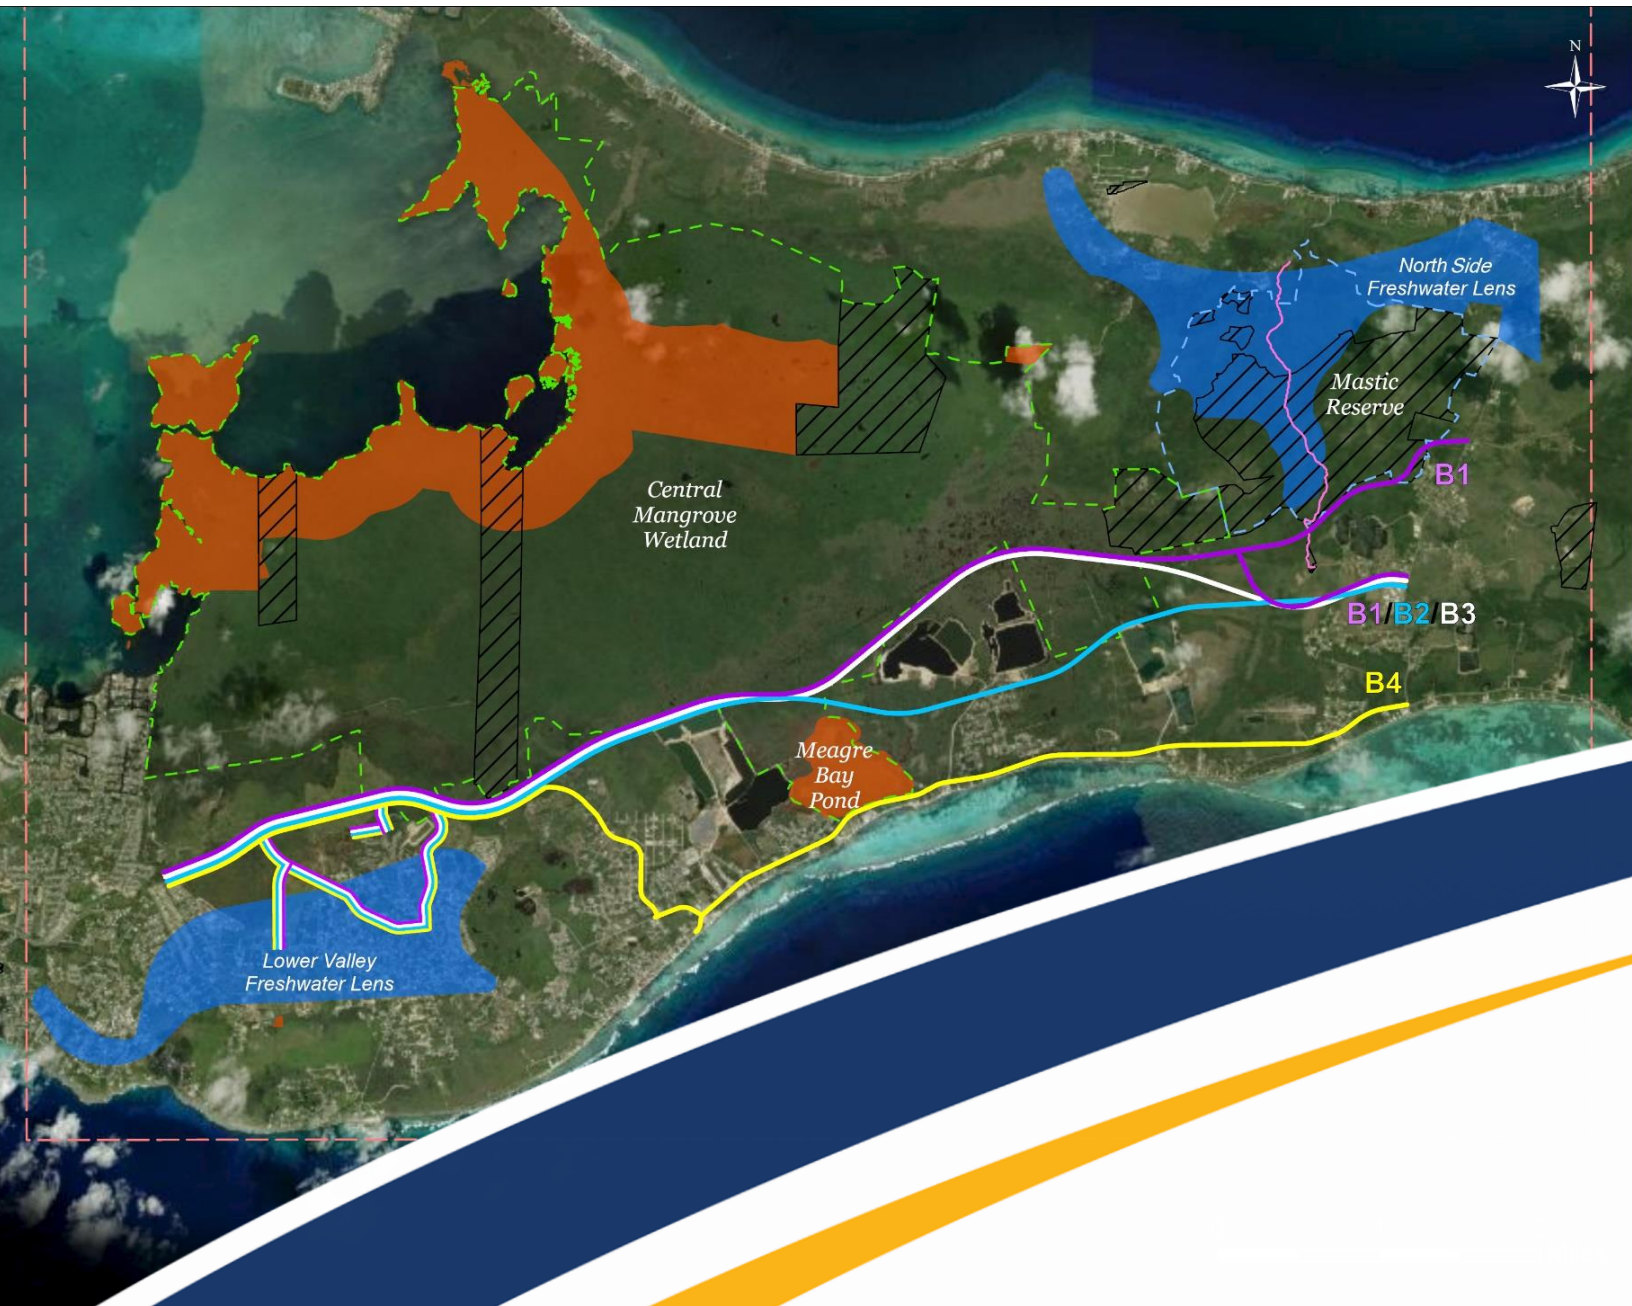 N
North Side
Freshwater Lens
Mastic
Reserve
B1
Central
Mangrove
Wetland
B1/B2/B3
B4
Meagre
Bay
Pond
Lower Valley
Freshwater Lens